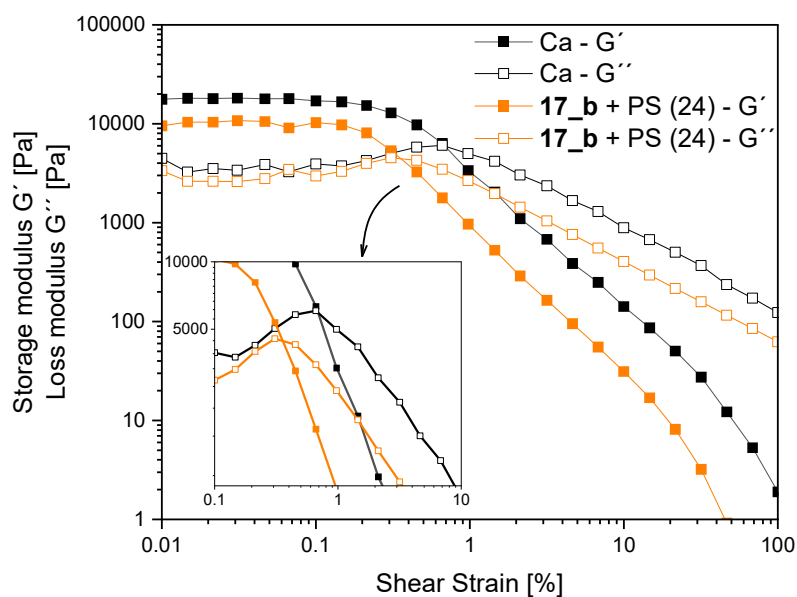 Storage modulus G´ [Pa]
Loss modulus G´´ [Pa]
100000
10000
1000
100
10
1
Ca - G´
Ca - G´´
17_b + PS (24) - G´
17_b + PS (24) - G´´
10000
5000
0.1
1
10
0.01
0.1
1
10
100
Shear Strain [%]